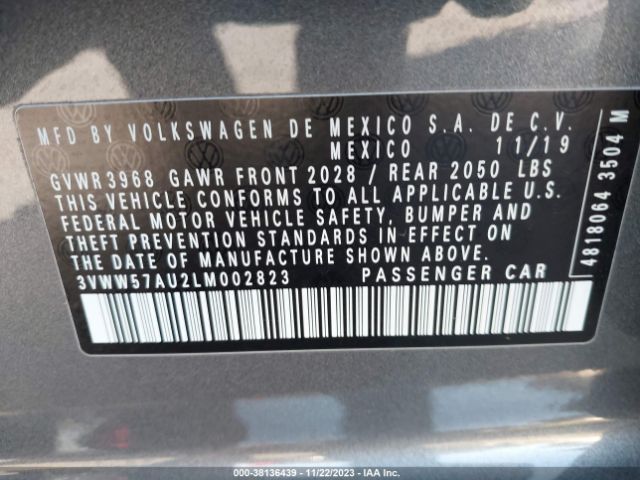 MFD BY VOLKSWAGEN DE MEXICO S.A. DE C.V.
MEXICO 11/19
GVWR3968 GAWR FRONT 2028 / REAR 2050 LBS
THIS VEHICLE CONFORMS TO ALL APPLICABLE U.S.
FEDERAL MOTOR VEHICLE SAFETY, BUMPER AND
THEFT PREVENTION STANDARDS IN EFFECT ON
THE DATE OF MANUFACTURE SHOWN ABOVE.
3VWW57AU2LM002823 PASSENGER CAR
4818064 3504 M
000-38136439 - 11/22/2023 - IAA Inc.